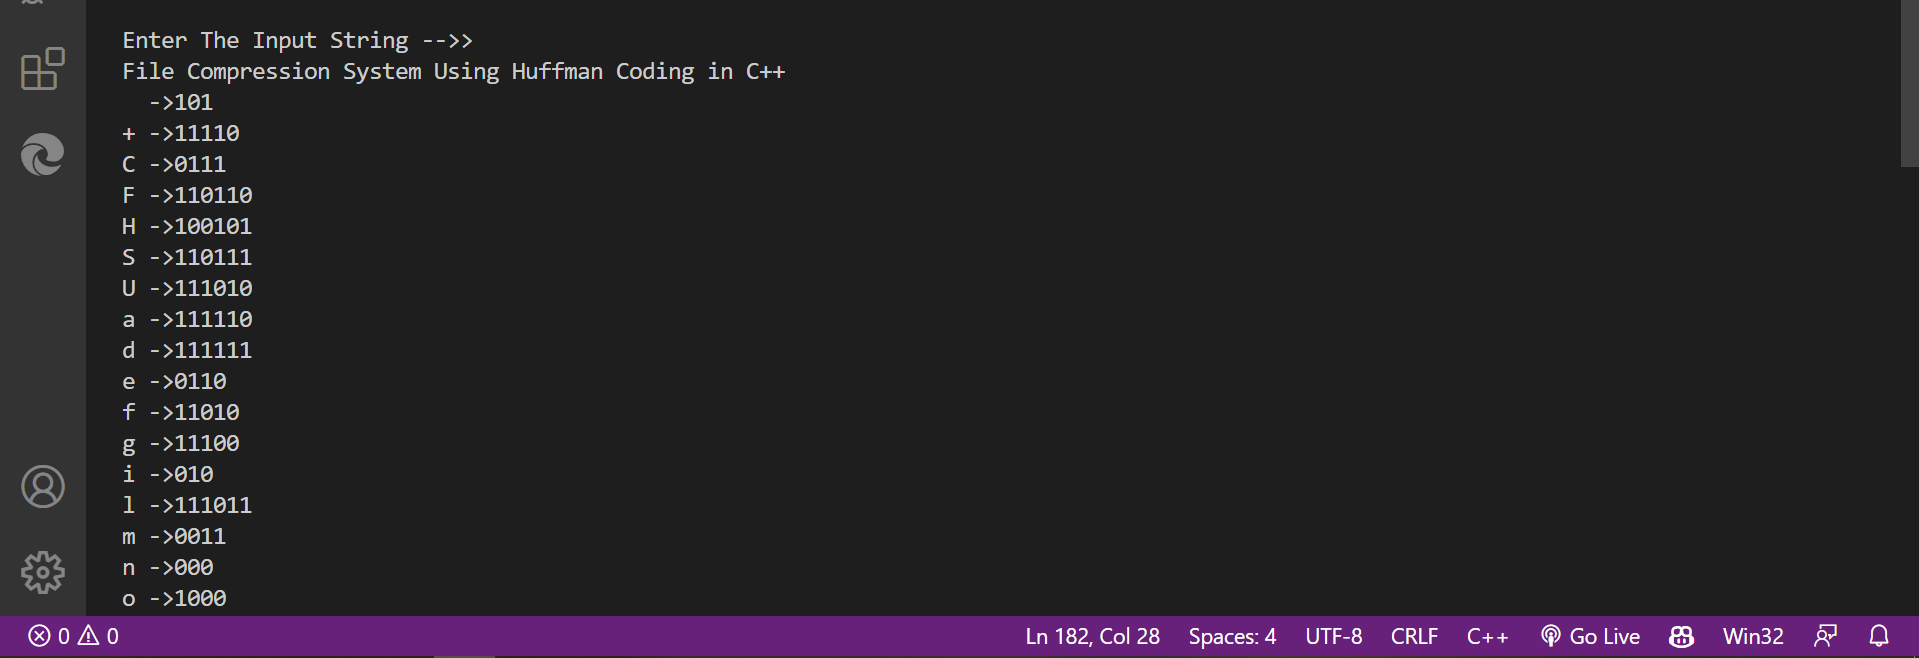 Enter The Input String -->>
File Compression System Using Huffman Coding in C++
  ->101
+ ->11110
C ->0111
F ->110110
H ->100101
S ->110111
U ->111010
a ->111110
d ->111111
e ->0110
f ->11010
g ->11100
i ->010
l ->111011
m ->0011
n ->000
o ->1000
0 0 Ln 182, Col 28 Spaces: 4 UTF-8 CRLF C++ Go Live Win32